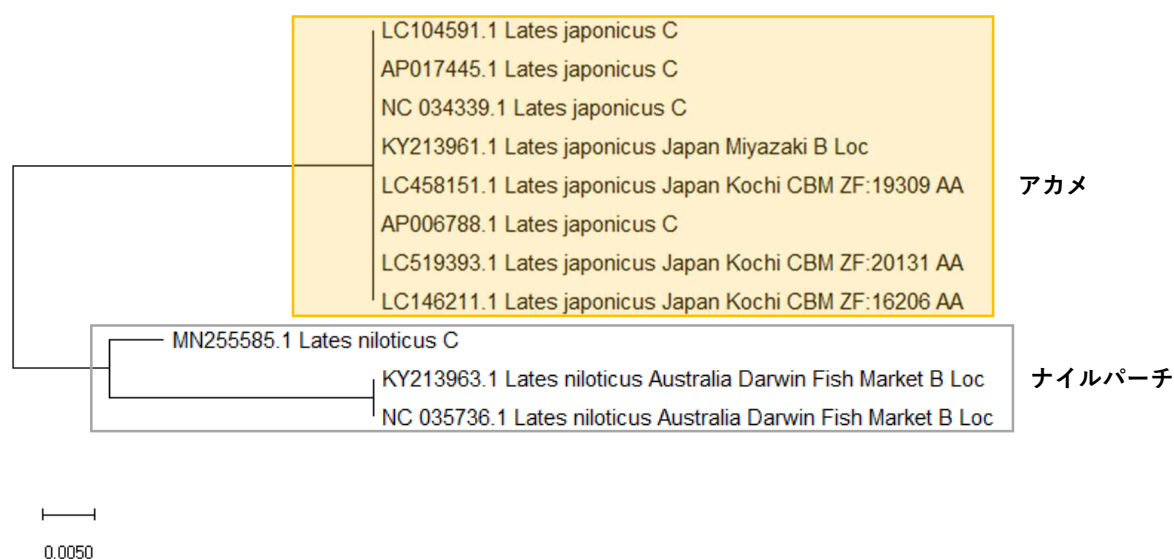 LC104591.1 Lates japonicus C
AP017445.1 Lates japonicus C
NC 034339.1 Lates japonicus C
KY213961.1 Lates japonicus Japan Miyazaki B Loc
LC458151.1 Lates japonicus Japan Kochi CBM ZF:19309 AA
アカメ
AP006788.1 Lates japonicus C
LC519393.1 Lates japonicus Japan Kochi CBM ZF:20131 AA
LC146211.1 Lates japonicus Japan Kochi CBM ZF:16206 AA
MN255585.1 Lates niloticus C
KY213963.1 Lates niloticus Australia Darwin Fish Market B Loc
ナイルパーチ
NC 035736.1 Lates niloticus Australia Darwin Fish Market B Loc
0.0050